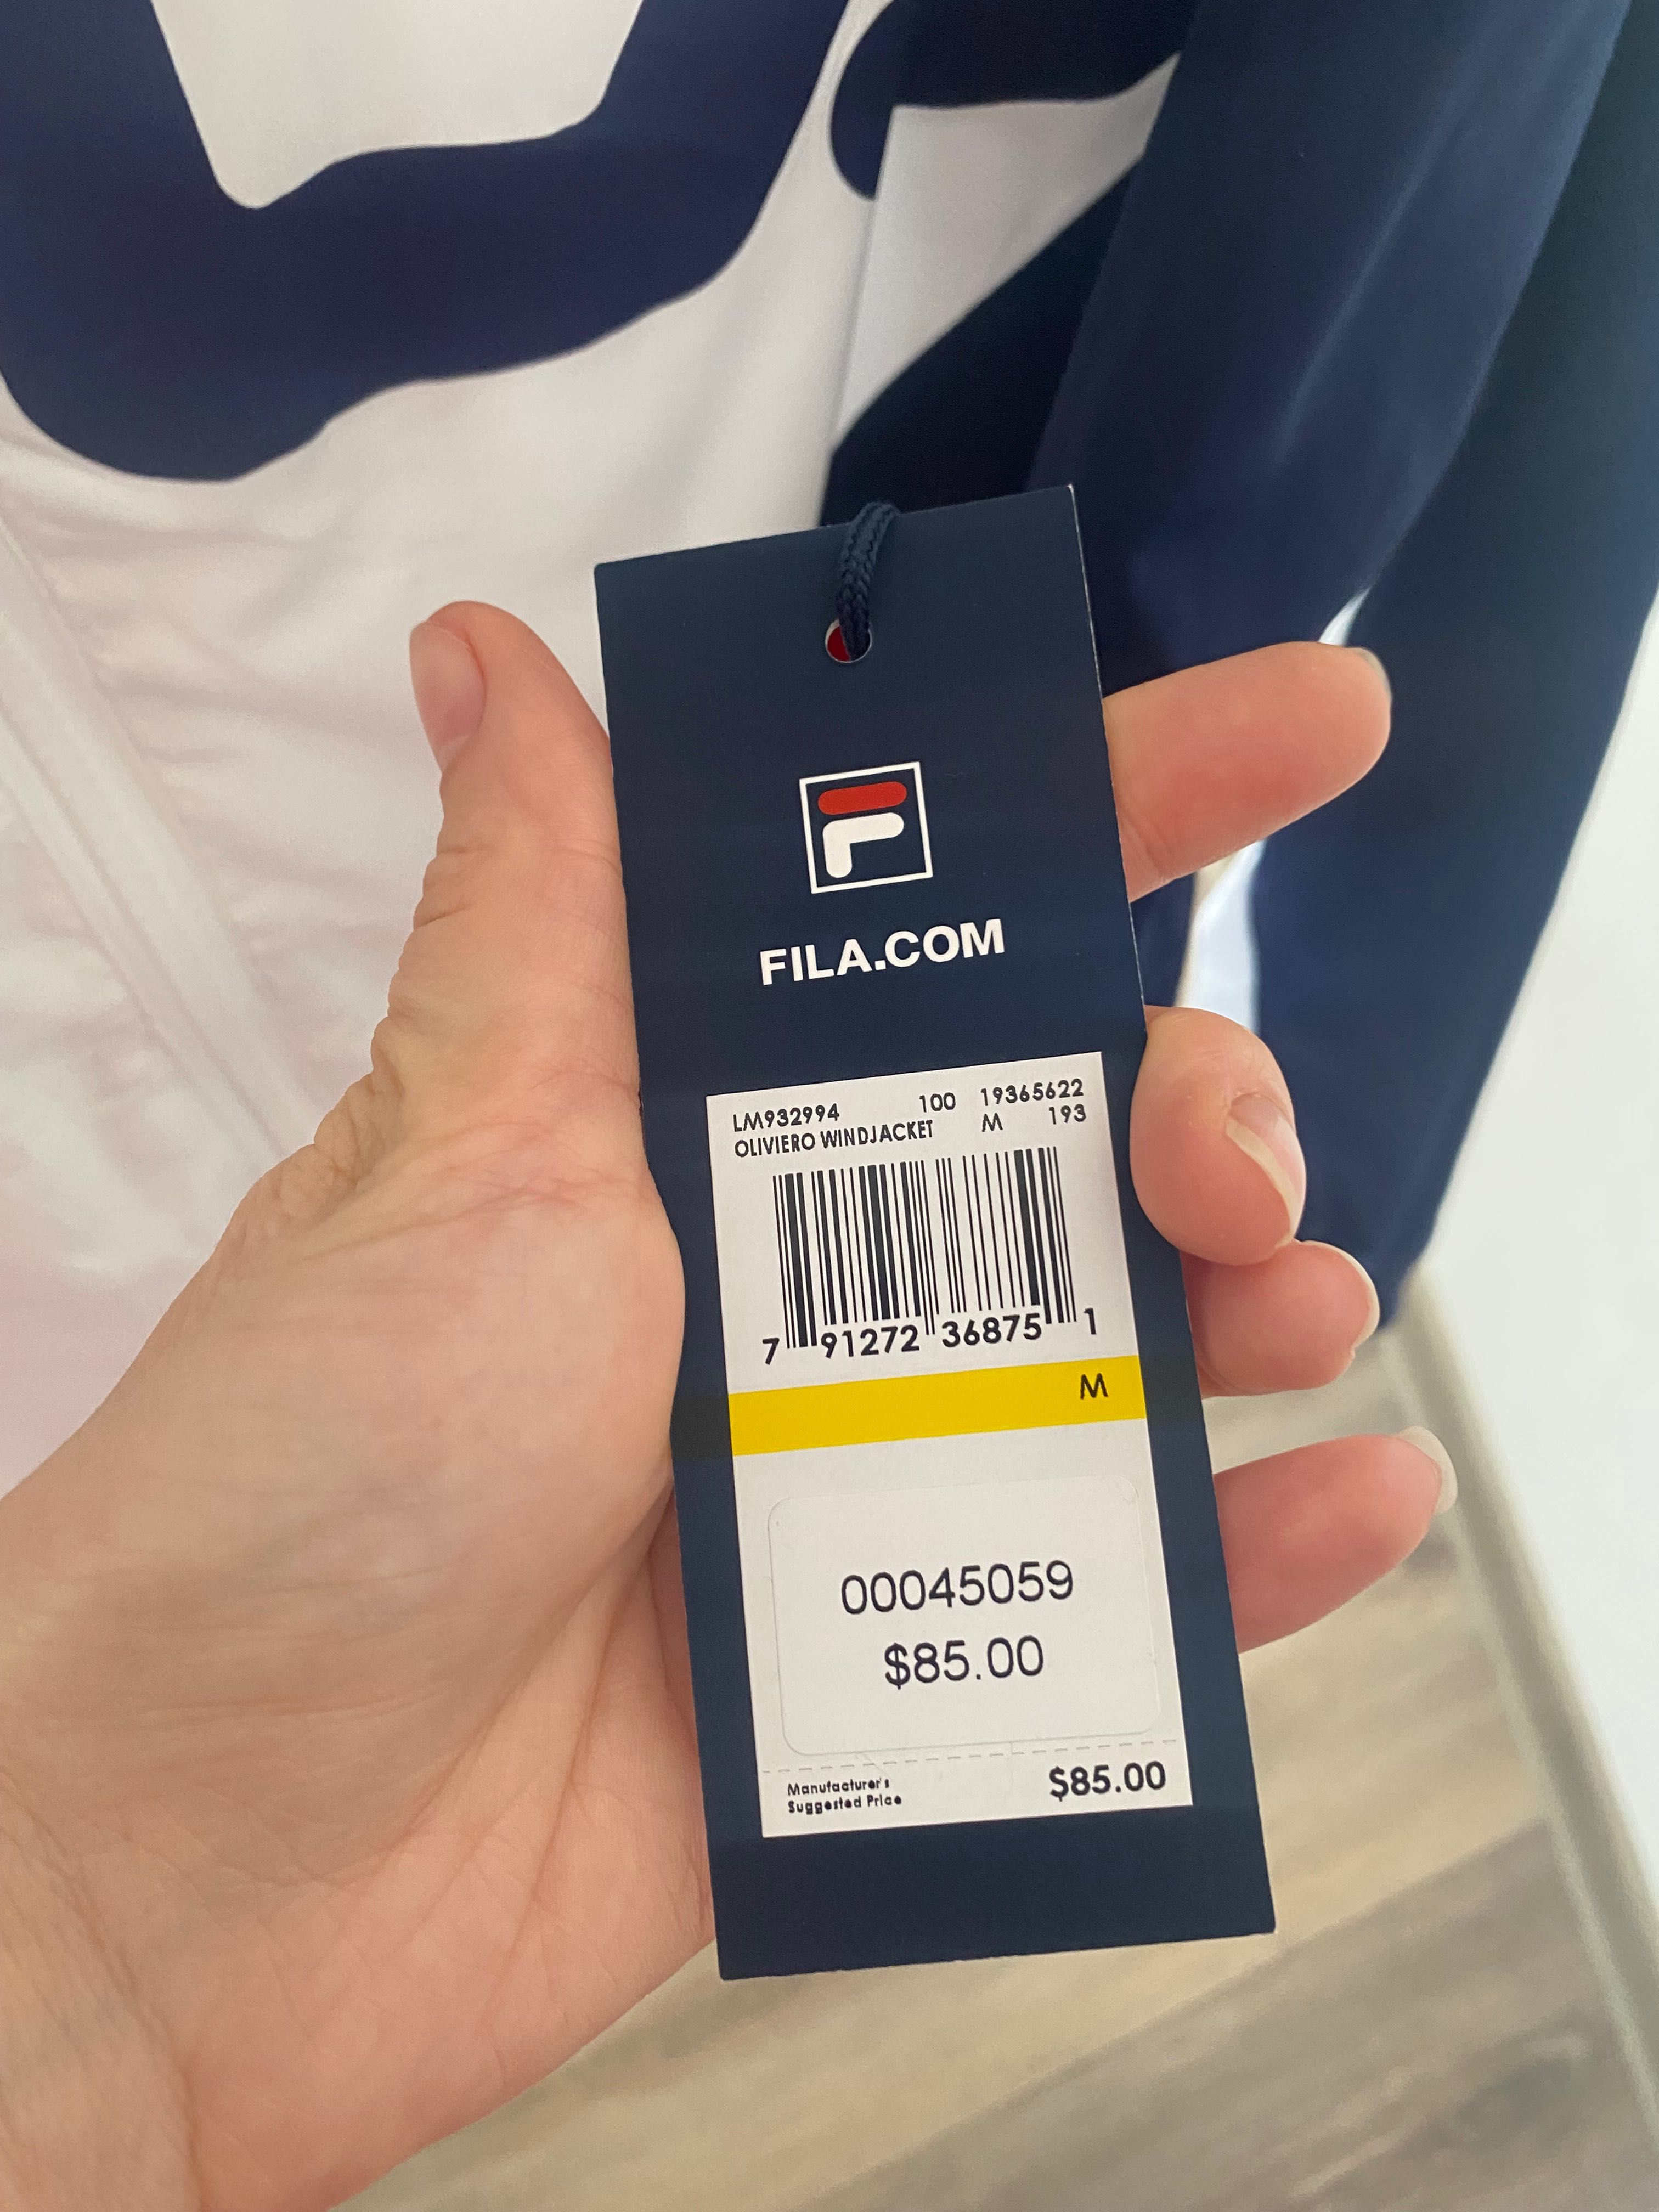 FILA.COM
LM932994 100 19365622
OLIVIERO WINDJACKET M 193
7 91272 36875 1
M
00045059
$85.00
Manufacturer's
Suggested Price $85.00